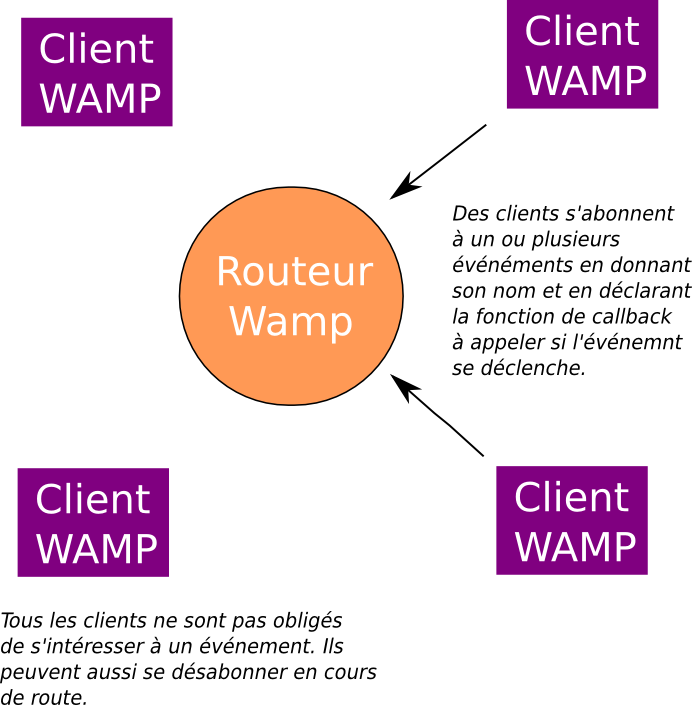 Client
WAMP
Client
WAMP
Routeur
Wamp
Des clients s'abonnent
à un ou plusieurs
événéments en donnant
son nom et en déclarant
la fonction de callback
à appeler si l'événemnt
se déclenche.
Client
WAMP
Client
WAMP
Tous les clients ne sont pas obligés
de s'intéresser à un événement. Ils
peuvent aussi se désabonner en cours
de route.